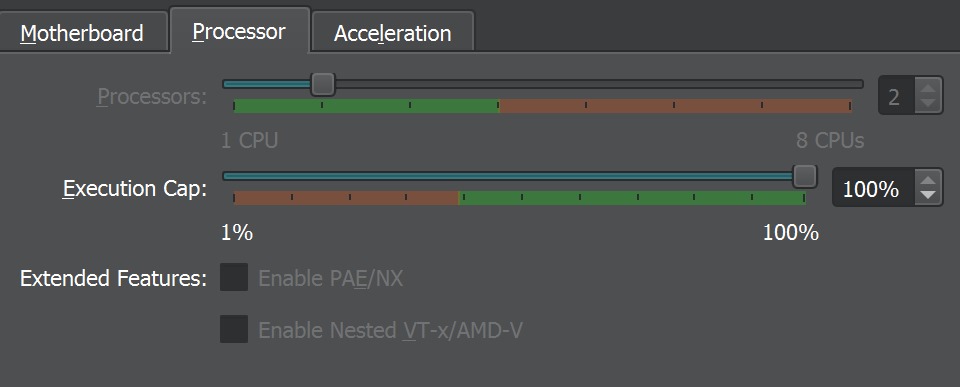 Motherboard Processor Acceleration
Processors: 2
1 CPU 8 CPUs
Execution Cap: 100%
1% 100%
Extended Features: Enable PAE/NX
Enable Nested VT-x/AMD-V